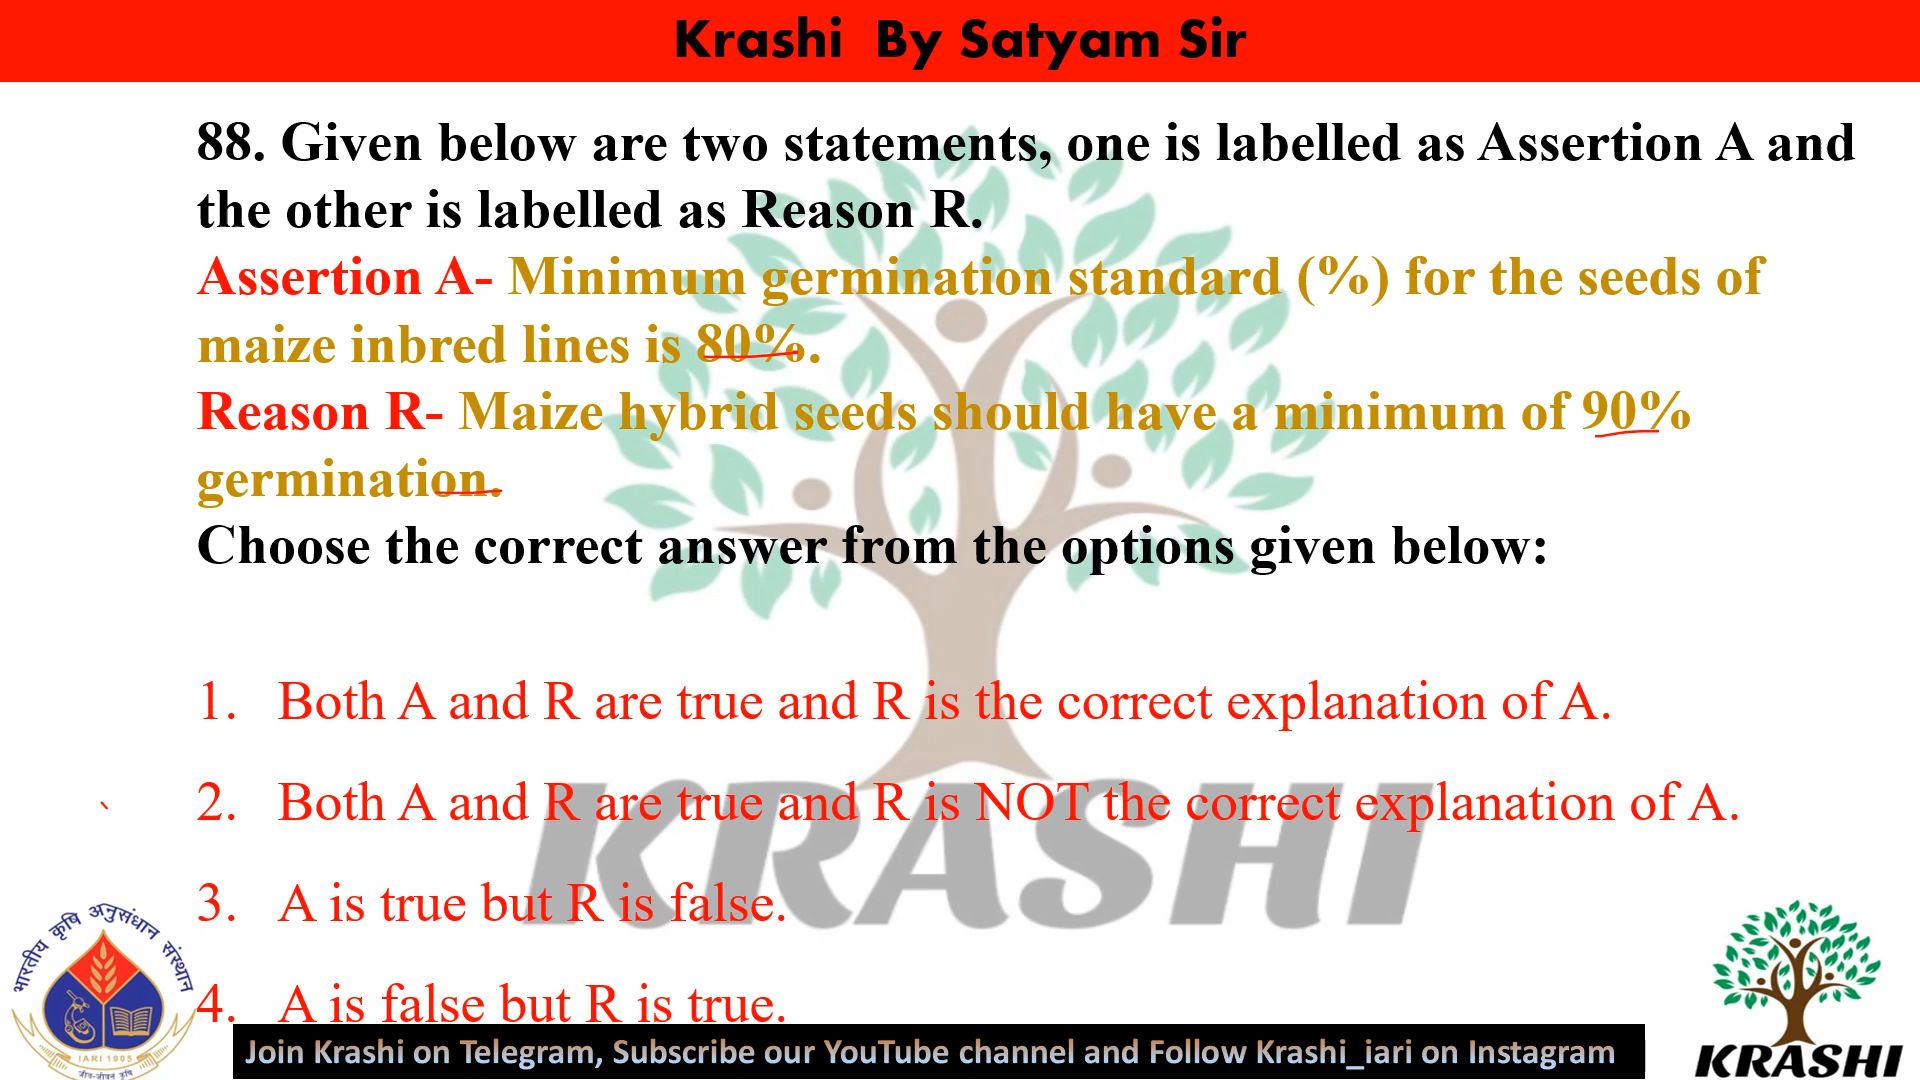 Krashi By Satyam Sir
88. Given below are two statements, one is labelled as Assertion A and
the other is labelled as Reason R.
Assertion A- Minimum germination standard (%) for the seeds of
maize inbred lines is 80%.
Reason R- Maize hybrid seeds should have a minimum of 90%
germination.
Choose the correct answer from the options given below:
1. Both A and R are true and R is the correct explanation of A.
2. Both A and R are true and R is NOT the correct explanation of A.
3. A is true but R is false.
4. A is false but R is true.
KRASHI
भारतीय कृषि अनुसंधान संस्थान
IARI 1905
Join Krashi on Telegram, Subscribe our YouTube channel and Follow Krashi_iari on Instagram
KRASHI